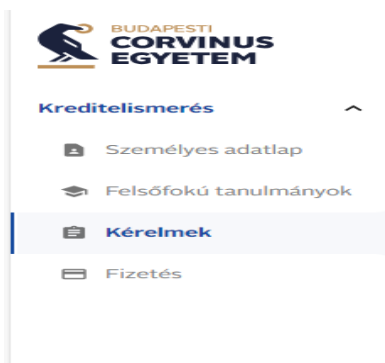 BUDAPESTI
CORVINUS
EGYETEM
Kreditelismerés
Személyes adatlap
Felsőfokú tanulmányok
Kérelmek
Fizetés